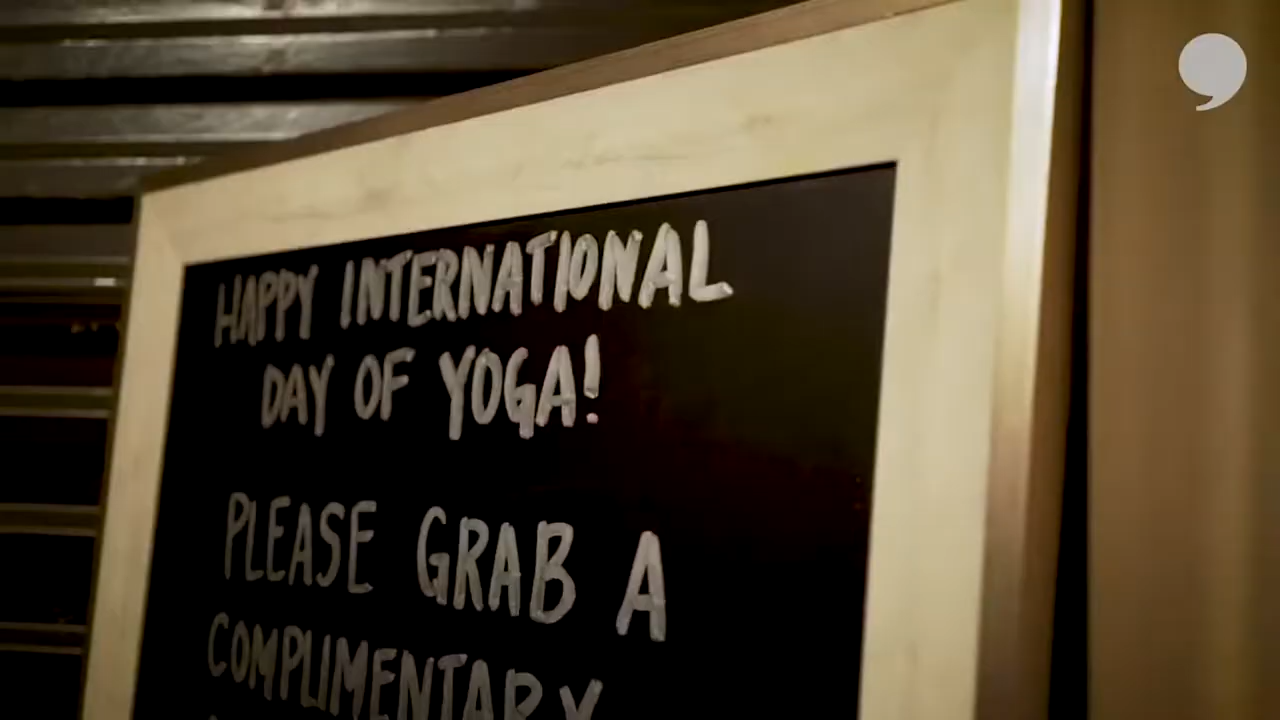 HAPPY INTERNATIONAL
DAY OF YOGA!
PLEASE GRAB A
COMPLIMENTARY